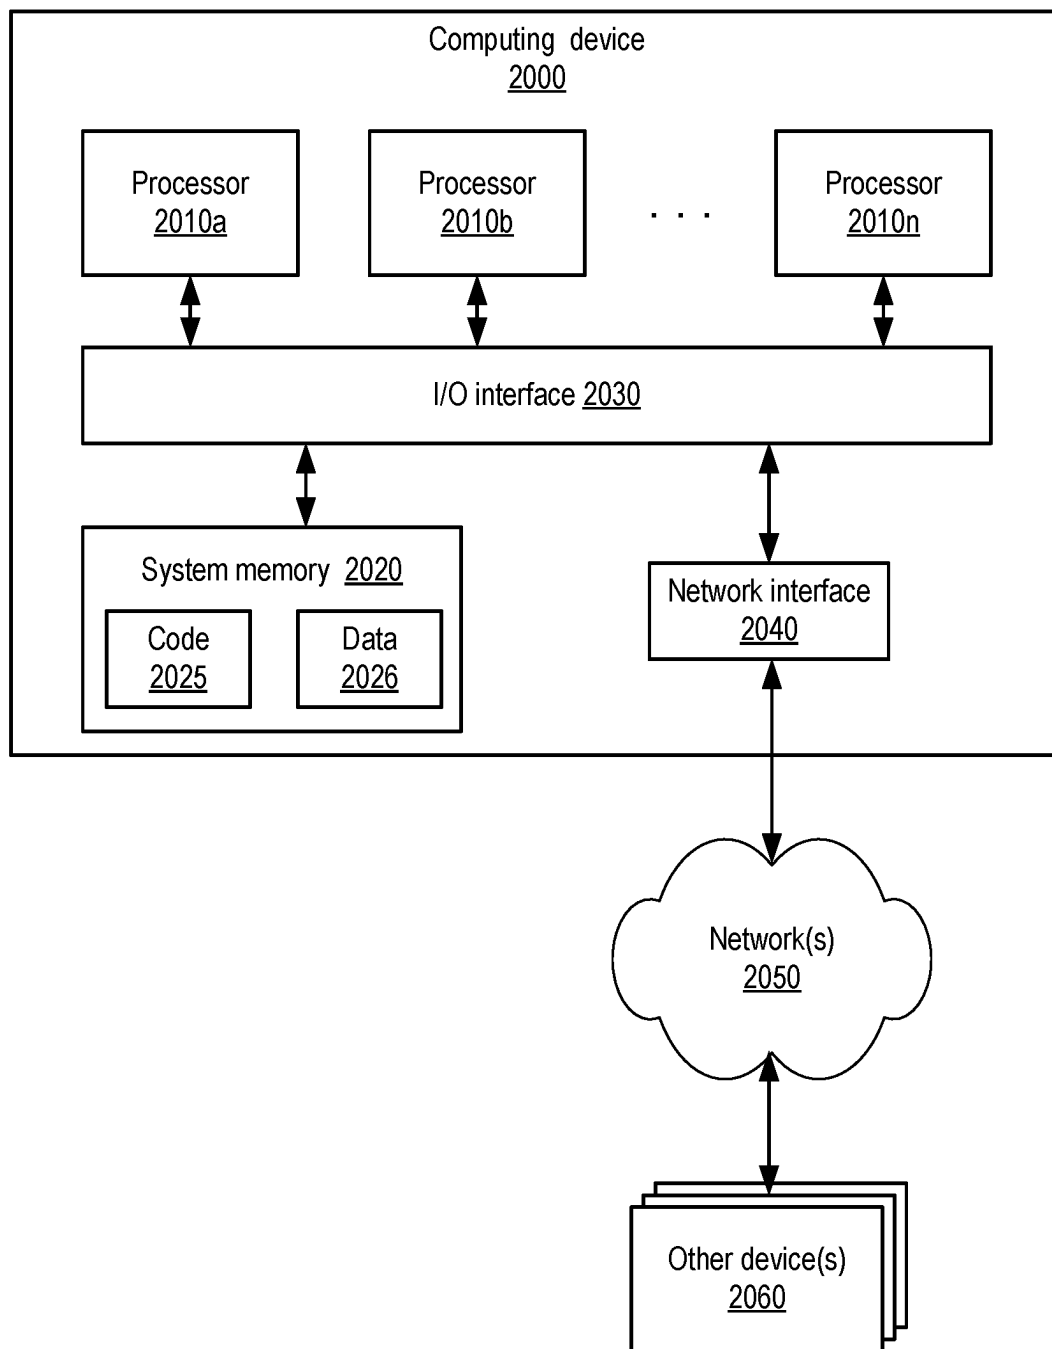 Computing device
2000
Processor
2010a
Processor
2010b
. . .
Processor
2010n
I/O interface 2030
System memory 2020
Code
2025
Data
2026
Network interface
2040
Network(s)
2050
Other device(s)
2060